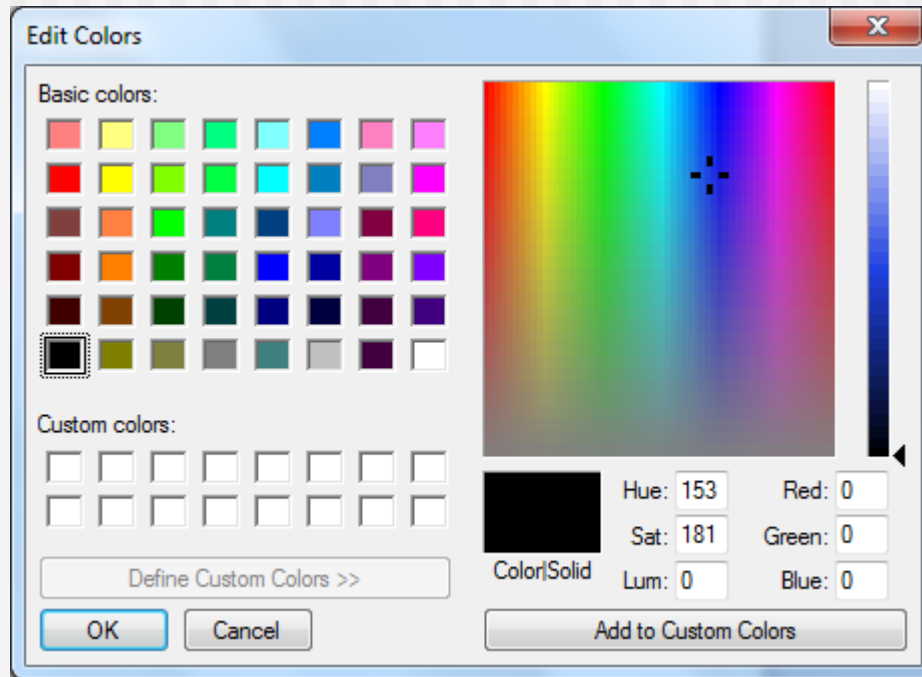 Edit Colors
Basic colors:
Custom colors:
Define Custom Colors >>
OK
Cancel
Color|Solid
Hue: 153
Sat: 181
Lum: 0
Red: 0
Green: 0
Blue: 0
Add to Custom Colors